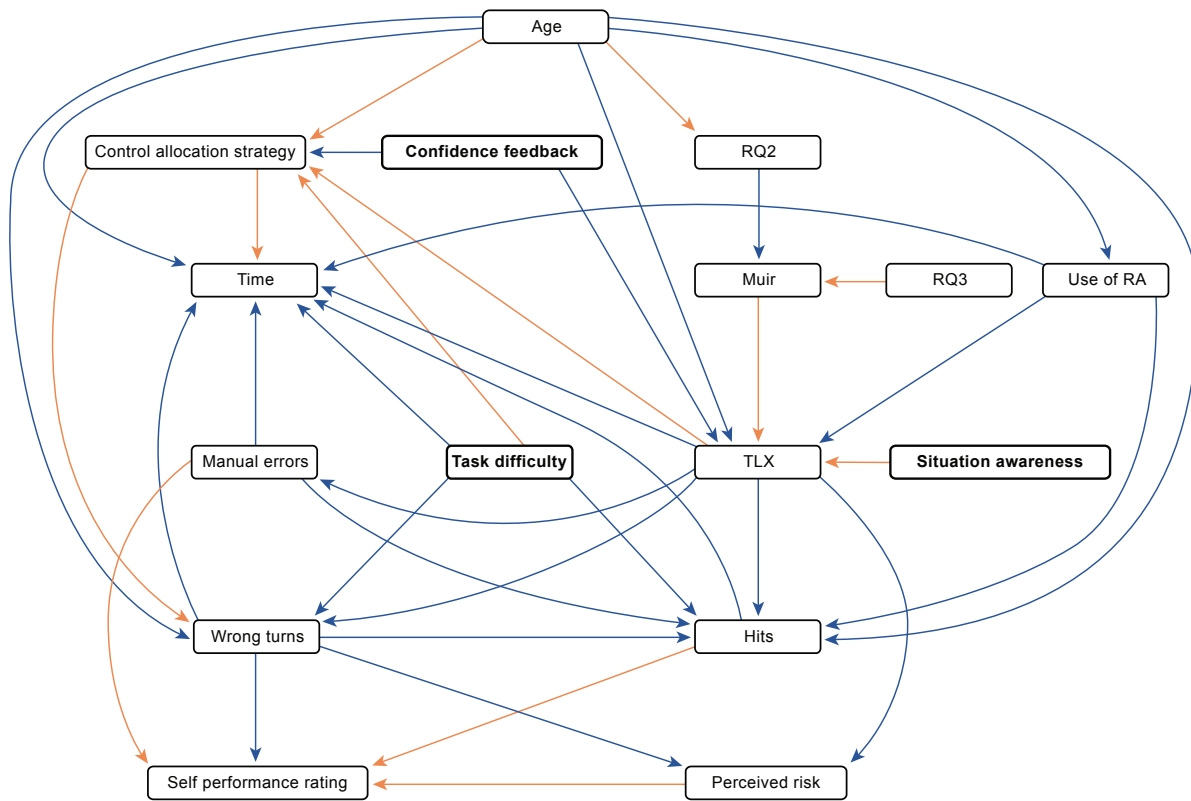 Age
Control allocation strategy
Confidence feedback
RQ2
Time
Muir
RQ3
Use of RA
Manual errors
Task difficulty
TLX
Situation awareness
Wrong turns
Hits
Self performance rating
Perceived risk